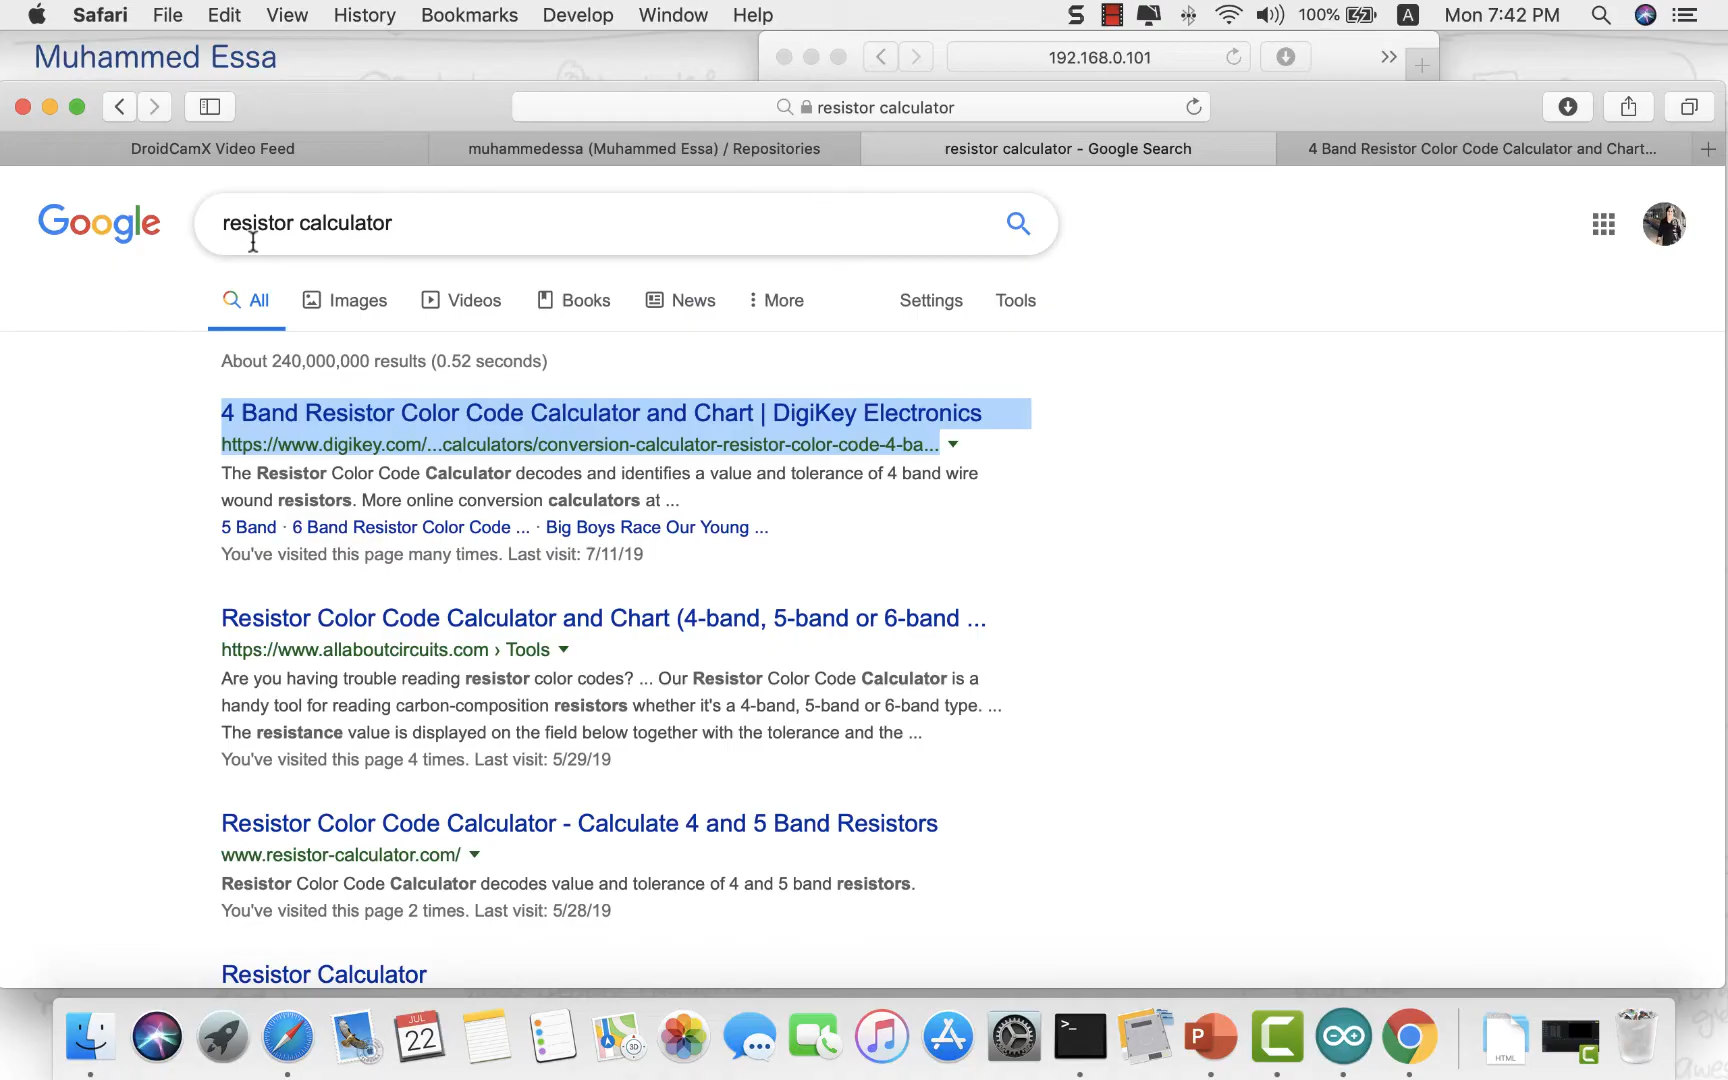 Safari File Edit View History Bookmarks Develop Window Help 100% A Mon 7:42 PM
Muhammed Essa
192.168.0.101
resistor calculator
DroidCamX Video Feed
muhammedessa (Muhammed Essa) / Repositories
resistor calculator - Google Search
4 Band Resistor Color Code Calculator and Chart...
Google
resistor calculator
All Images Videos Books News More Settings Tools
About 240,000,000 results (0.52 seconds)
4 Band Resistor Color Code Calculator and Chart | DigiKey Electronics
https://www.digikey.com/...calculators/conversion-calculator-resistor-color-code-4-ba...
The Resistor Color Code Calculator decodes and identifies a value and tolerance of 4 band wire
wound resistors. More online conversion calculators at ...
5 Band · 6 Band Resistor Color Code ... · Big Boys Race Our Young ...
You've visited this page many times. Last visit: 7/11/19
Resistor Color Code Calculator and Chart (4-band, 5-band or 6-band ...
https://www.allaboutcircuits.com › Tools
Are you having trouble reading resistor color codes? ... Our Resistor Color Code Calculator is a
handy tool for reading carbon-composition resistors whether it's a 4-band, 5-band or 6-band type. ...
The resistance value is displayed on the field below together with the tolerance and the ...
You've visited this page 4 times. Last visit: 5/29/19
Resistor Color Code Calculator - Calculate 4 and 5 Band Resistors
www.resistor-calculator.com/
Resistor Color Code Calculator decodes value and tolerance of 4 and 5 band resistors.
You've visited this page 2 times. Last visit: 5/28/19
Resistor Calculator
JUL
22
3D
P
C
HTML
C